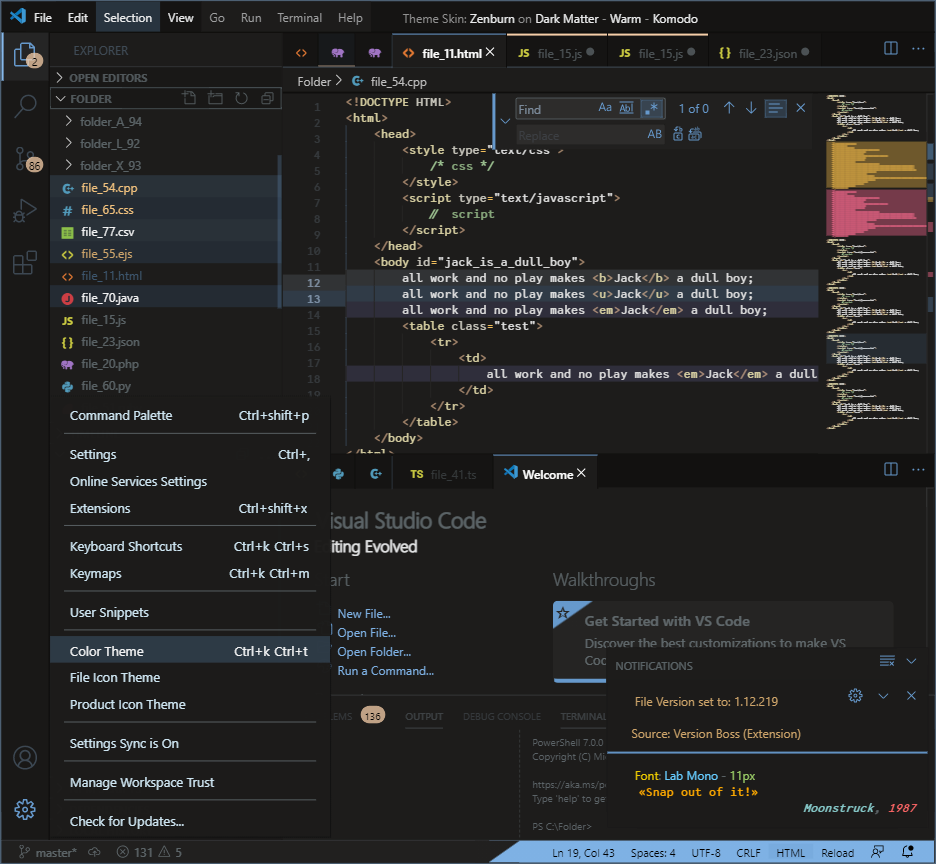 File Edit Selection View Go Run Terminal Help Theme Skin: Zenburn on Dark Matter - Warm - Komodo
2
EXPLORER
file_11.html
JS file_15.js
JS file_15.js
{} file_23.json
OPEN EDITORS
FOLDER
Folder > file_54.cpp
folder_A_94
folder_L_92
folder_X_93
file_54.cpp
# file_65.css
file_77.csv
file_55.ejs
file_11.html
file_70.java
JS file_15.js
{} file_23.json
file_20.php
file_60.py
86
Find Aa Abl .* 1 of 0
Replace AB
1 <!DOCTYPE HTML>
2 <html>
3 <head>
4 <style type="text/css">
5 /* css */
6 </style>
7 <script type="text/javascript">
8 // script
9 </script>
10 </head>
11 <body id="jack_is_a_dull_boy">
12 all work and no play makes <b>Jack</b> a dull boy;
13 all work and no play makes <u>Jack</u> a dull boy;
14 all work and no play makes <em>Jack</em> a dull boy;
15 <table class="test">
16 <tr>
17 <td>
18 all work and no play makes <em>Jack</em> a dull
19 </td>
</tr>
</table>
</body>
</html>
Command Palette Ctrl+shift+p
Settings Ctrl+,
Online Services Settings
Extensions Ctrl+shift+x
Keyboard Shortcuts Ctrl+k Ctrl+s
Keymaps Ctrl+k Ctrl+m
User Snippets
Color Theme Ctrl+k Ctrl+t
File Icon Theme
Product Icon Theme
Settings Sync is On
Manage Workspace Trust
Check for Updates...
TS file_41.ts
Welcome
isual Studio Code
iting Evolved
art
New File...
Open File...
Open Folder...
Run a Command...
Walkthroughs
Get Started with VS Code
Discover the best customizations to make VS
Coc
LEMS 136 OUTPUT DEBUG CONSOLE TERMINAL
PowerShell 7.0.0
Copyright (C) Mi
https://aka.ms/p
Type 'help' to ge
PS C:\Folder>
NOTIFICATIONS
File Version set to: 1.12.219
Source: Version Boss (Extension)
Font: Lab Mono - 11px
«Snap out of it!»
Moonstruck, 1987
master* 131 5 Ln 19, Col 43 Spaces: 4 UTF-8 CRLF HTML Reload